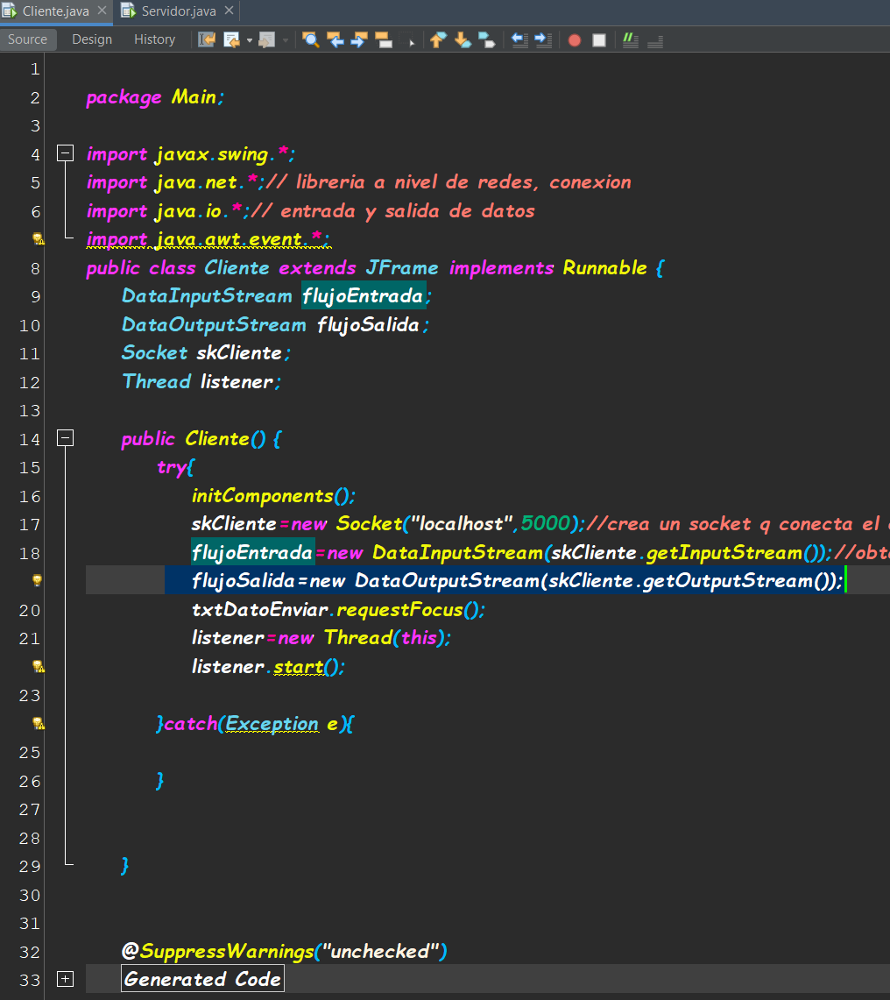 Cliente.java × Servidor.java ×
Source Design History
1
2 package Main;
3
4 import javax.swing.*;
5 import java.net.*;// libreria a nivel de redes, conexion
6 import java.io.*;// entrada y salida de datos
import java.awt.event.*;
8 public class Cliente extends JFrame implements Runnable {
9 DataInputStream flujoEntrada;
10 DataOutputStream flujoSalida;
11 Socket skCliente;
12 Thread listener;
13
14 public Cliente() {
15 try{
16 initComponents();
17 skCliente=new Socket("localhost",5000);//crea un socket q conecta el
18 flujoEntrada=new DataInputStream(skCliente.getInputStream());//obt
flujoSalida=new DataOutputStream(skCliente.getOutputStream());
20 txtDatoEnviar.requestFocus();
21 listener=new Thread(this);
listener.start();
23
}catch(Exception e){
25
26 }
27
28
29 }
30
31
32 @SuppressWarnings("unchecked")
33 Generated Code